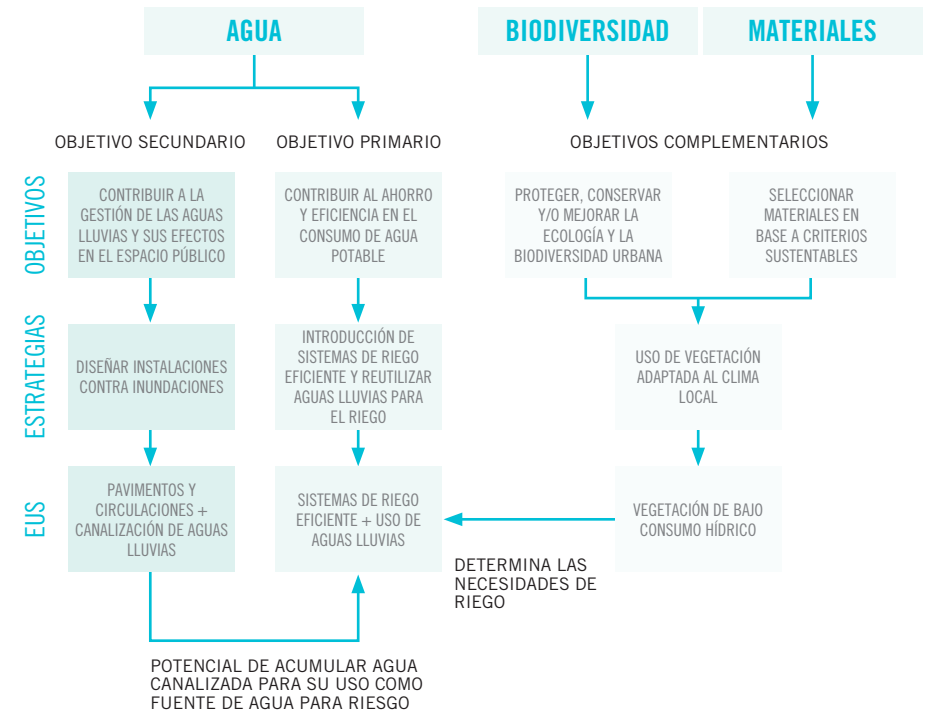 AGUA
BIODIVERSIDAD
MATERIALES
OBJETIVO SECUNDARIO
OBJETIVO PRIMARIO
OBJETIVOS COMPLEMENTARIOS
OBJETIVOS
CONTRIBUIR A LA
GESTIÓN DE LAS AGUAS
LLUVIAS Y SUS EFECTOS
EN EL ESPACIO PÚBLICO
CONTRIBUIR AL AHORRO
Y EFICIENCIA EN EL
CONSUMO DE AGUA
POTABLE
PROTEGER, CONSERVAR
Y/O MEJORAR LA
ECOLOGÍA Y LA
BIODIVERSIDAD URBANA
SELECCIONAR
MATERIALES EN
BASE A CRITERIOS
SUSTENTABLES
ESTRATEGIAS
DISEÑAR INSTALACIONES
CONTRA INUNDACIONES
INTRODUCCIÓN DE
SISTEMAS DE RIEGO
EFICIENTE Y REUTILIZAR
AGUAS LLUVIAS PARA
EL RIEGO
USO DE VEGETACIÓN
ADAPTADA AL CLIMA
LOCAL
EUS
PAVIMENTOS Y
CIRCULACIONES +
CANALIZACIÓN DE AGUAS
LLUVIAS
SISTEMAS DE RIEGO
EFICIENTE + USO DE
AGUAS LLUVIAS
VEGETACIÓN DE BAJO
CONSUMO HÍDRICO
DETERMINA LAS
NECESIDADES DE
RIEGO
POTENCIAL DE ACUMULAR AGUA
CANALIZADA PARA SU USO COMO
FUENTE DE AGUA PARA RIESGO